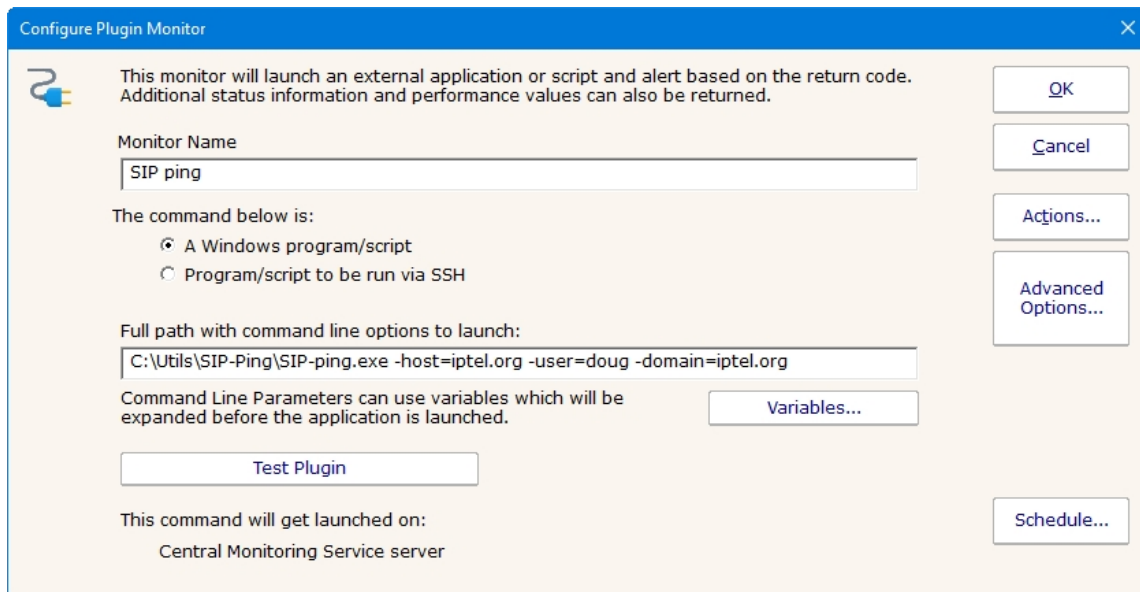 Configure Plugin Monitor
This monitor will launch an external application or script and alert based on the return code.
Additional status information and performance values can also be returned.
OK
Monitor Name
Cancel
SIP ping
The command below is:
Actions...
A Windows program/script
Program/script to be run via SSH
Advanced
Options...
Full path with command line options to launch:
C:\Utils\SIP-Ping\SIP-ping.exe -host=iptel.org -user=doug -domain=iptel.org
Command Line Parameters can use variables which will be
expanded before the application is launched.
Variables...
Test Plugin
This command will get launched on:
Schedule...
Central Monitoring Service server